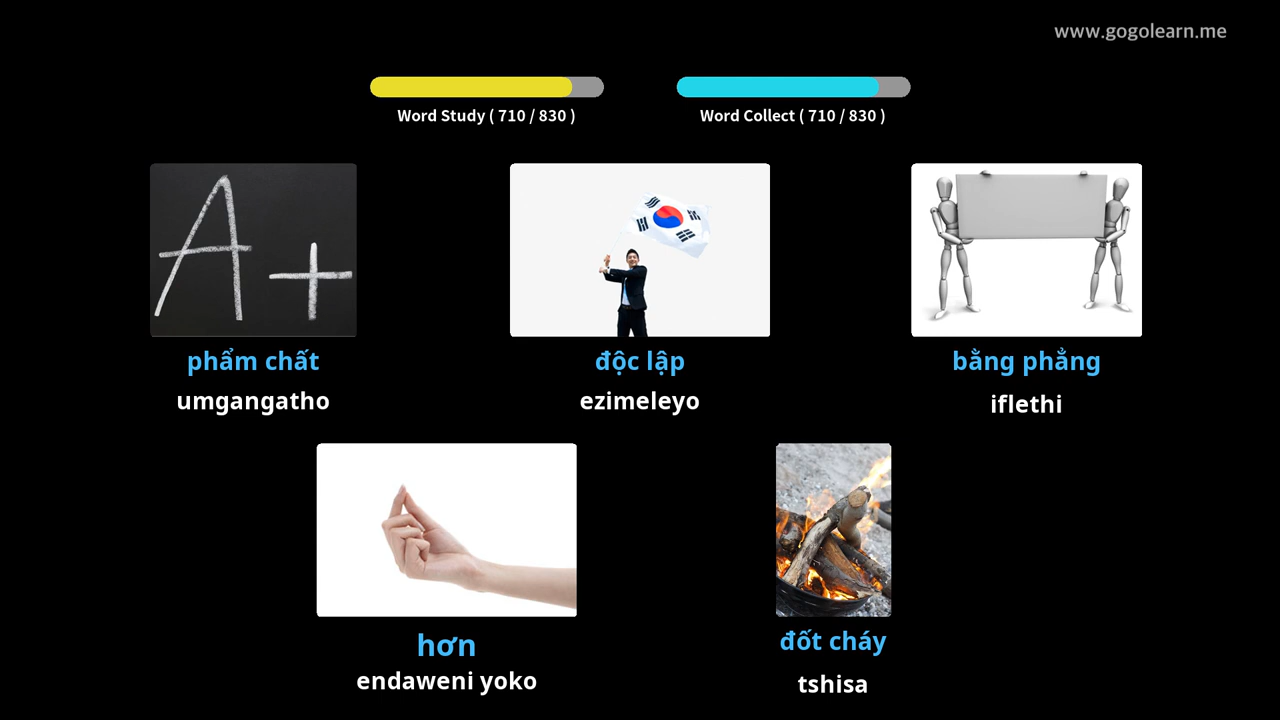 www.gogolearn.me
Word Study ( 710 / 830 )
Word Collect ( 710 / 830 )
A+
phẩm chất
umgangatho
độc lập
ezimeleyo
bằng phẳng
iflethi
hơn
endaweni yoko
đốt cháy
tshisa